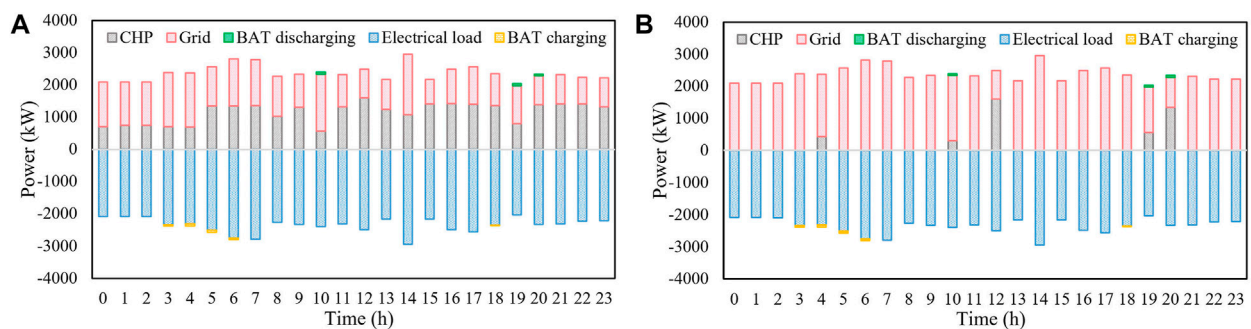 A
4000
3000
2000
1000
0
-1000
-2000
-3000
-4000
Power (kW)
CHP Grid BAT discharging Electrical load BAT charging
0 1 2 3 4 5 6 7 8 9 10 11 12 13 14 15 16 17 18 19 20 21 22 23
Time (h)
B
4000
3000
2000
1000
0
-1000
-2000
-3000
-4000
Power (kW)
CHP Grid BAT discharging Electrical load BAT charging
0 1 2 3 4 5 6 7 8 9 10 11 12 13 14 15 16 17 18 19 20 21 22 23
Time (h)